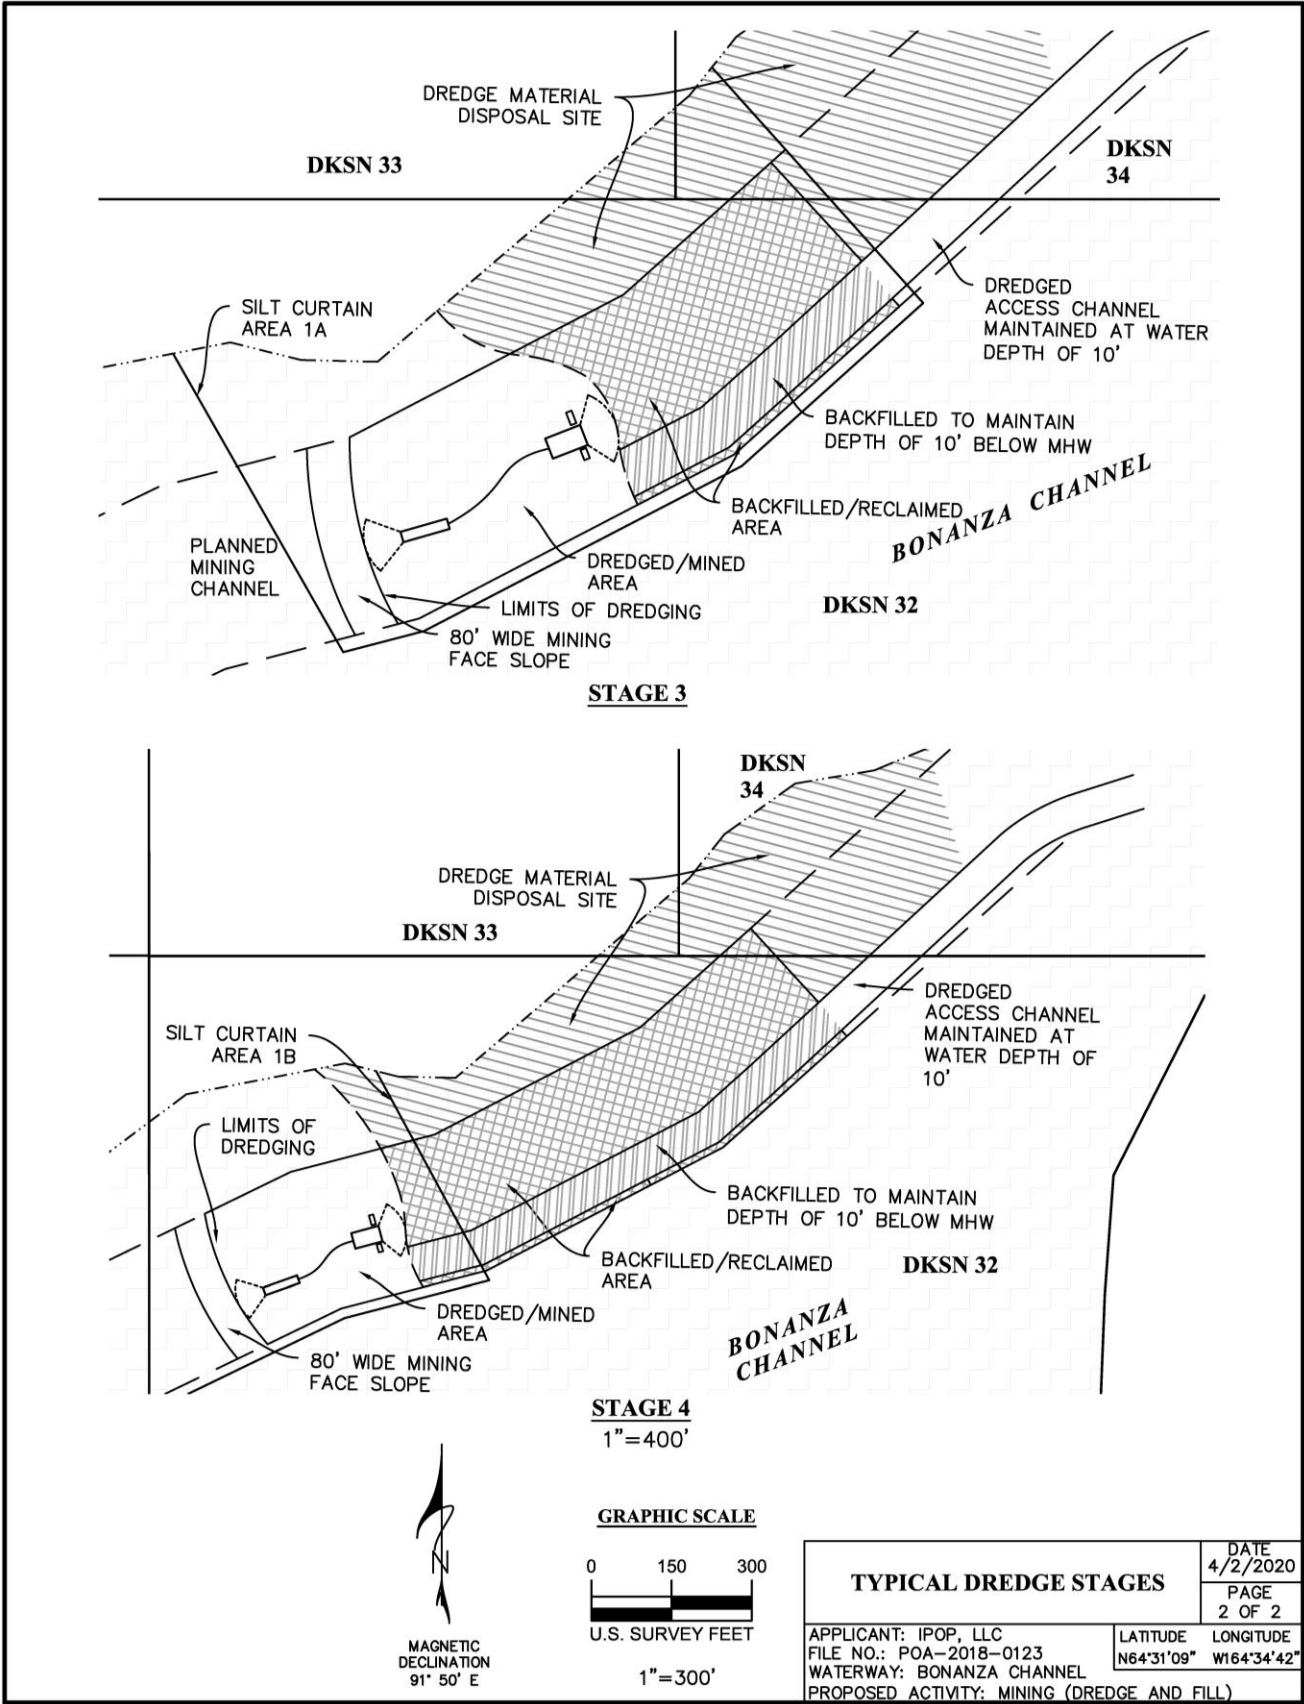 DREDGE MATERIAL
DISPOSAL SITE
DKSN 33
DKSN
34
SILT CURTAIN
AREA 1A
DREDGED
ACCESS CHANNEL
MAINTAINED AT WATER
DEPTH OF 10'
BACKFILLED TO MAINTAIN
DEPTH OF 10' BELOW MHW
BONANZA CHANNEL
BACKFILLED/RECLAIMED
AREA
PLANNED
MINING
CHANNEL
DREDGED/MINED
AREA
LIMITS OF DREDGING
DKSN 32
80' WIDE MINING
FACE SLOPE
STAGE 3
DKSN
34
DREDGE MATERIAL
DISPOSAL SITE
DKSN 33
DREDGED
ACCESS CHANNEL
MAINTAINED AT
WATER DEPTH OF
10'
SILT CURTAIN
AREA 1B
LIMITS OF
DREDGING
BACKFILLED TO MAINTAIN
DEPTH OF 10' BELOW MHW
BACKFILLED/RECLAIMED
AREA
DKSN 32
DREDGED/MINED
AREA
BONANZA
CHANNEL
80' WIDE MINING
FACE SLOPE
STAGE 4
1"=400'
N
MAGNETIC
DECLINATION
91° 50' E
GRAPHIC SCALE
0 150 300
U.S. SURVEY FEET
1"=300'
TYPICAL DREDGE STAGES
DATE
4/2/2020
PAGE
2 OF 2
APPLICANT: IPOP, LLC
FILE NO.: POA-2018-0123
WATERWAY: BONANZA CHANNEL
PROPOSED ACTIVITY: MINING (DREDGE AND FILL)
LATITUDE LONGITUDE
N64°31'09" W164°34'42"